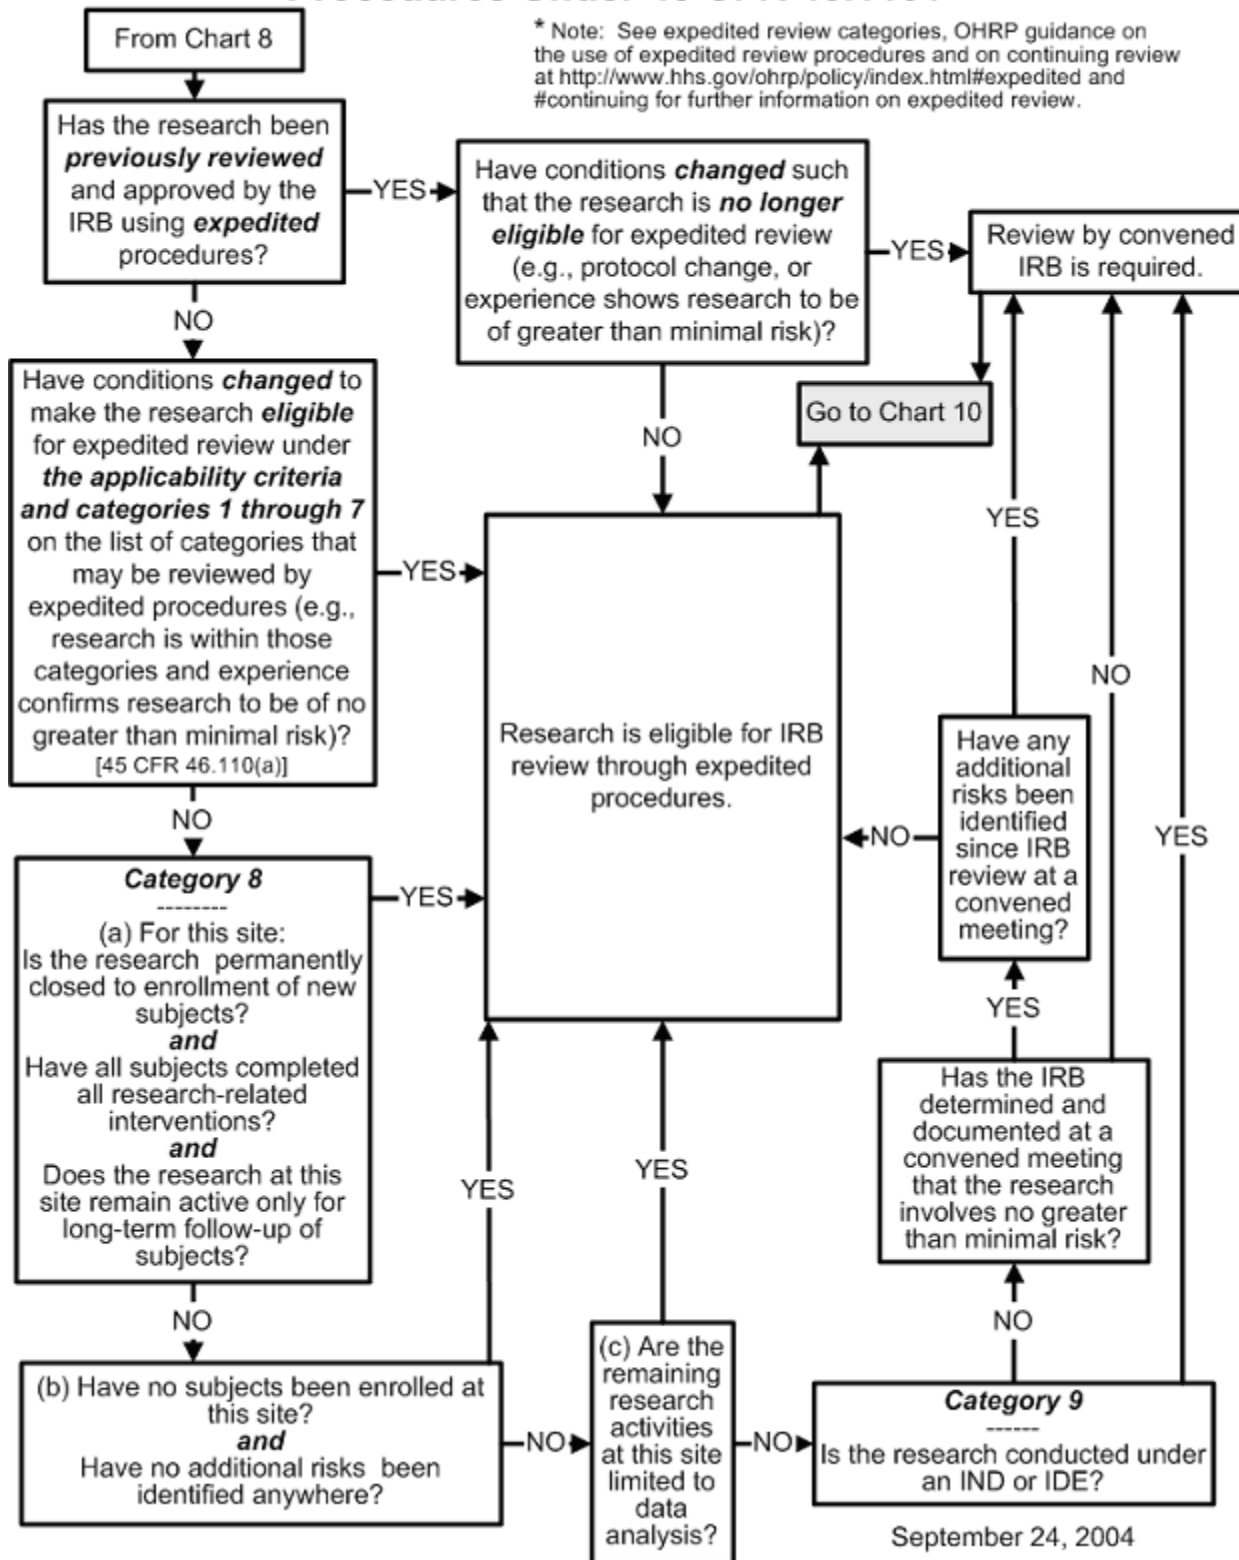 From Chart 8
* Note: See expedited review categories, OHRP guidance on
the use of expedited review procedures and on continuing review
at http://www.hhs.gov/ohrp/policy/index.html#expedited and
#continuing for further information on expedited review.
Has the research been
previously reviewed
and approved by the
IRB using expedited
procedures?
YES
Have conditions changed such
that the research is no longer
eligible for expedited review
(e.g., protocol change, or
experience shows research to be
of greater than minimal risk)?
YES
Review by convened
IRB is required.
NO
NO
Go to Chart 10
Have conditions changed to
make the research eligible
for expedited review under
the applicability criteria
and categories 1 through 7
on the list of categories that
may be reviewed by
expedited procedures (e.g.,
research is within those
categories and experience
confirms research to be of no
greater than minimal risk)?
[45 CFR 46.110(a)]
YES
Research is eligible for IRB
review through expedited
procedures.
YES
NO
YES
Have any
additional
risks been
identified
since IRB
review at a
convened
meeting?
NO
NO
Category 8
--------
(a) For this site:
Is the research permanently
closed to enrollment of new
subjects?
and
Have all subjects completed
all research-related
interventions?
and
Does the research at this
site remain active only for
long-term follow-up of
subjects?
YES
YES
YES
YES
Has the IRB
determined and
documented at a
convened meeting
that the research
involves no greater
than minimal risk?
NO
NO
(b) Have no subjects been enrolled at
this site?
and
Have no additional risks been
identified anywhere?
NO
(c) Are the
remaining
research
activities
at this site
limited to
data
analysis?
NO
Category 9
------
Is the research conducted under
an IND or IDE?
September 24, 2004